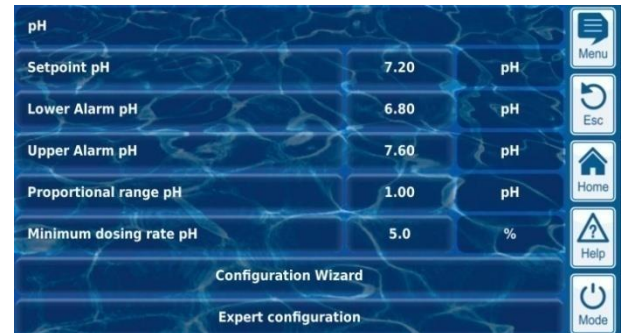 pH
Setpoint pH 7.20 pH
Lower Alarm pH 6.80 pH
Upper Alarm pH 7.60 pH
Proportional range pH 1.00 pH
Minimum dosing rate pH 5.0 %
Configuration Wizard
Expert configuration
Menu
Esc
Home
?
Help
Mode